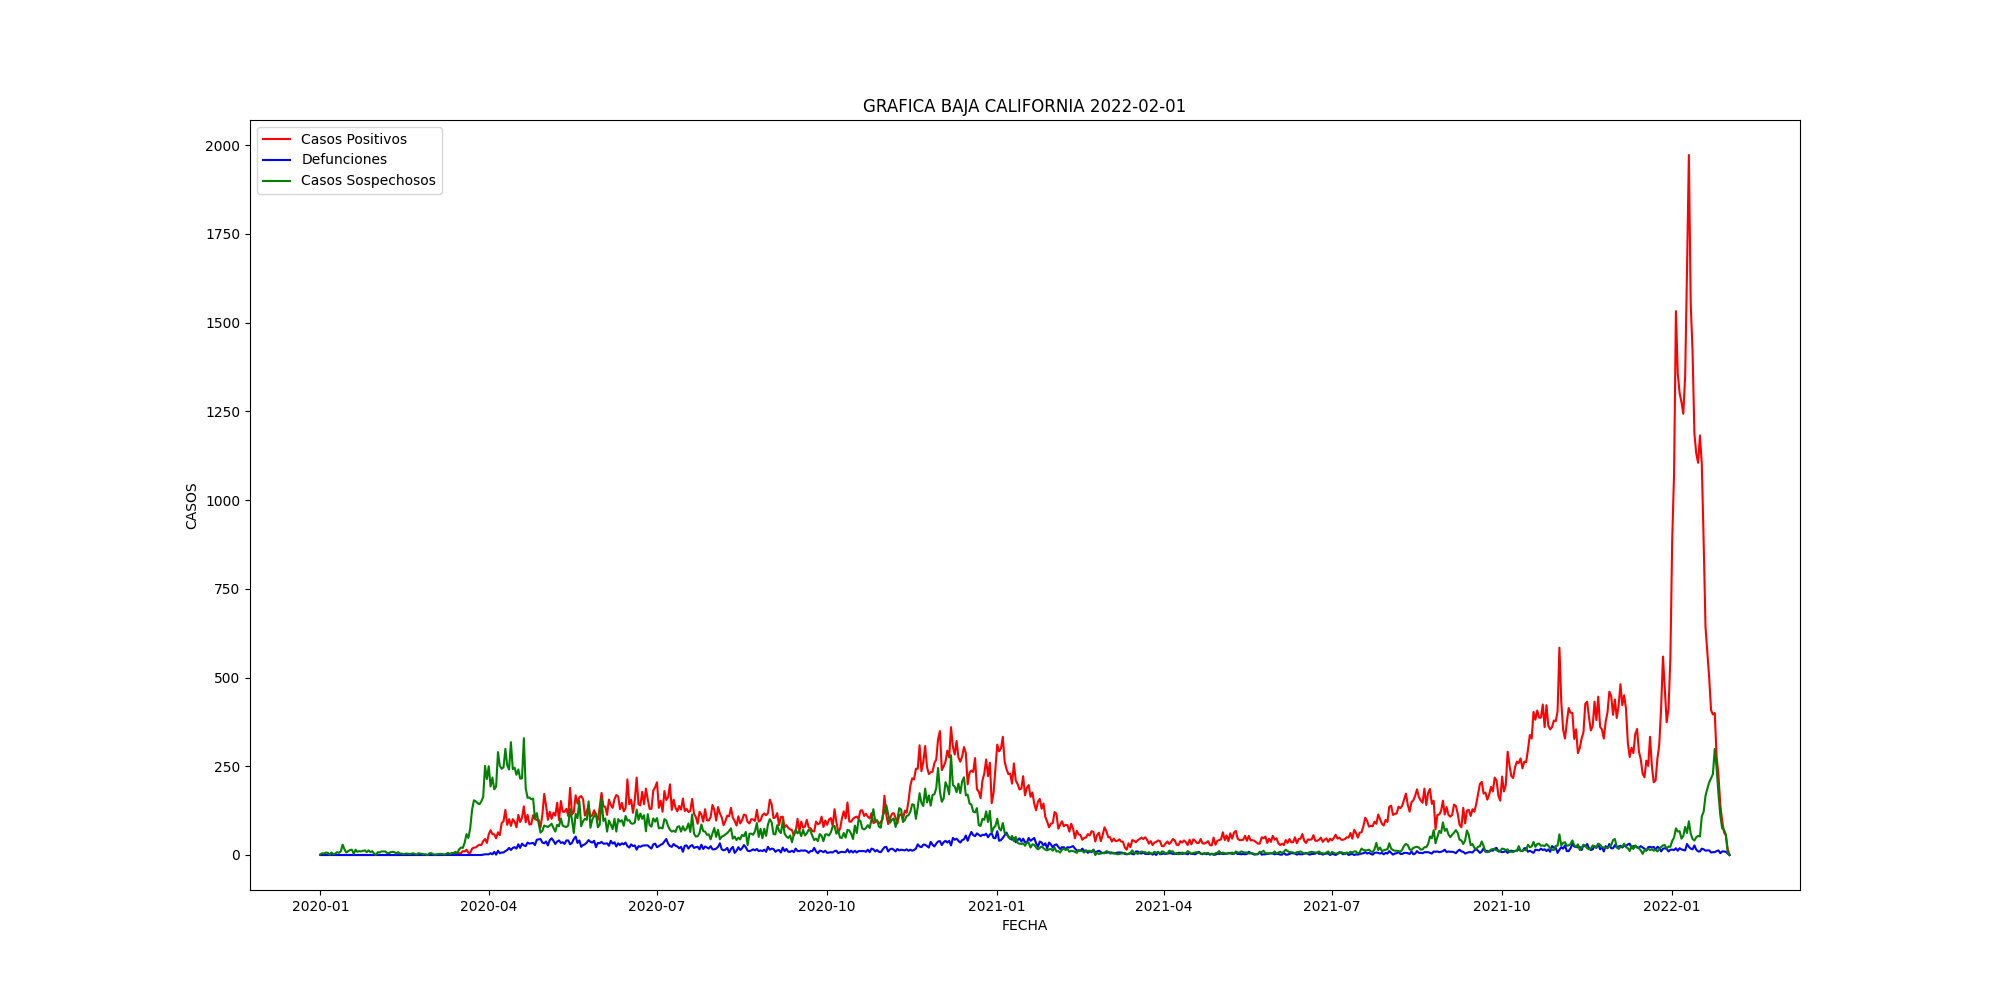 GRAFICA BAJA CALIFORNIA 2022-02-01
Casos Positivos
Defunciones
Casos Sospechosos
2000
1750
1500
1250
1000
750
500
250
0
CASOS
2020-01 2020-04 2020-07 2020-10 2021-01 2021-04 2021-07 2021-10 2022-01
FECHA